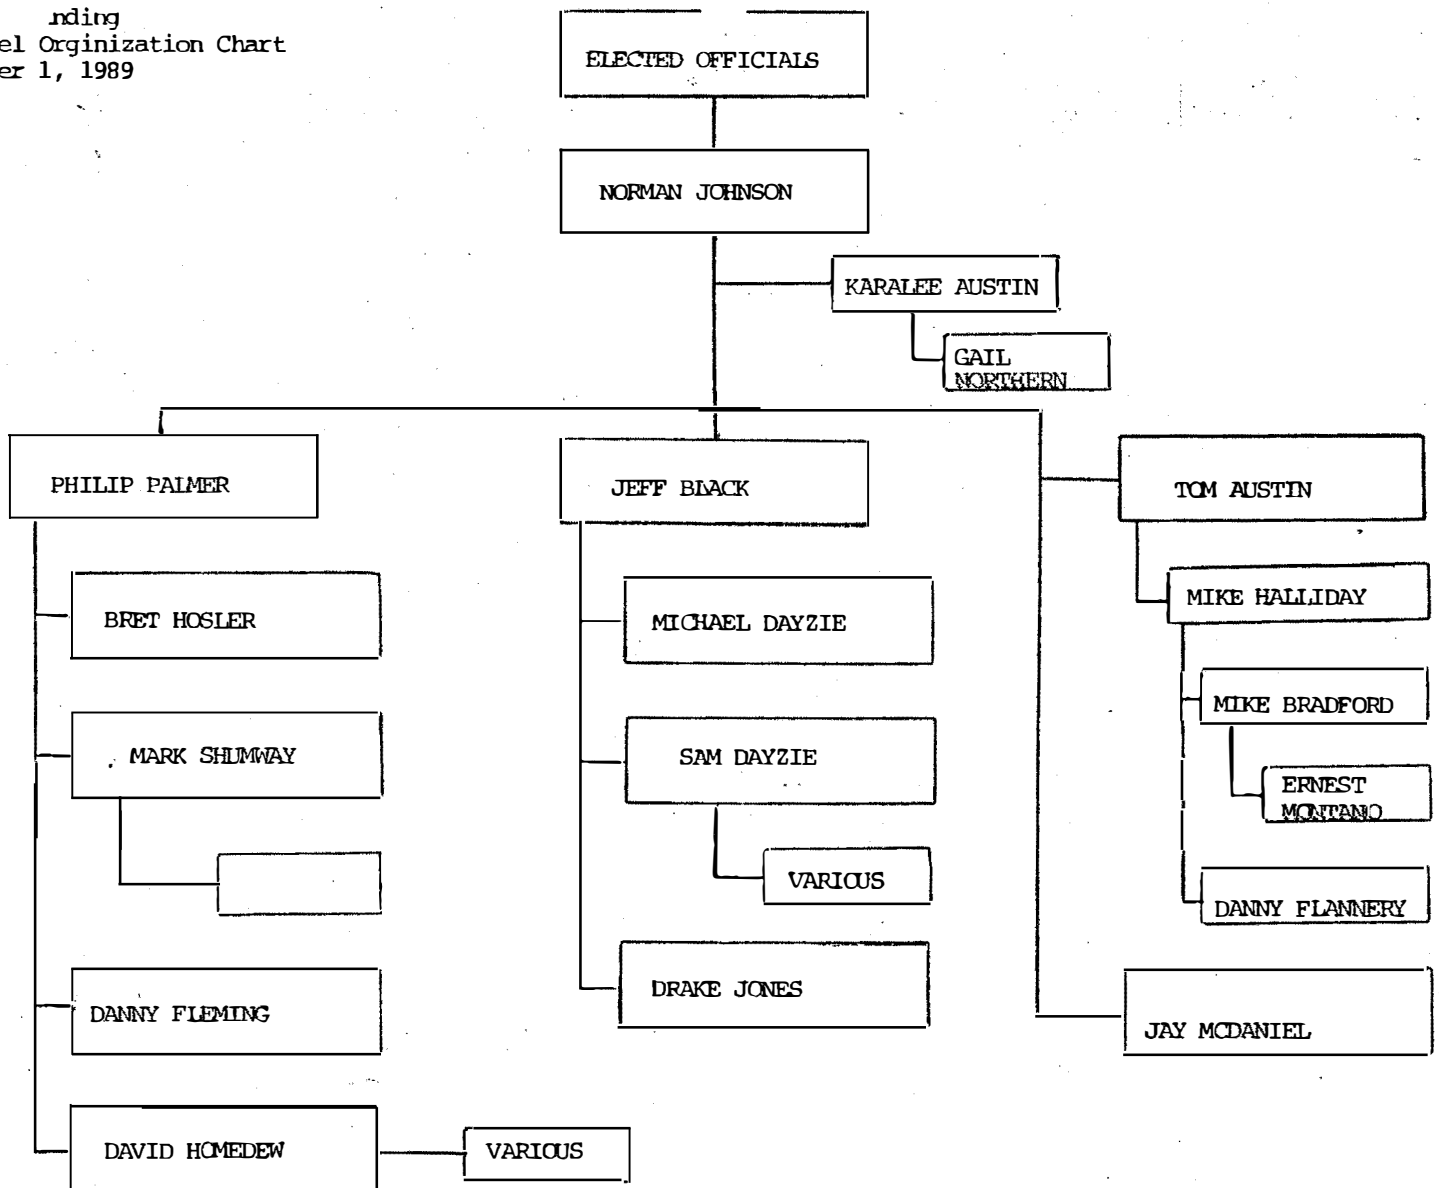 nding
el Orginization Chart
er 1, 1989
ELECTED OFFICIALS
NORMAN JOHNSON
KARALEE AUSTIN
GAIL
NORTHERN
PHILIP PALMER
JEFF BLACK
TOM AUSTIN
BRET HOSLER
MICHAEL DAYZIE
MIKE HALLIDAY
MIKE BRADFORD
MARK SHUMWAY
SAM DAYZIE
ERNEST
MONTANO
VARIOUS
DANNY FLANNERY
DANNY FLEMING
DRAKE JONES
JAY MCDANIEL
DAVID HOMEDEW
VARIOUS